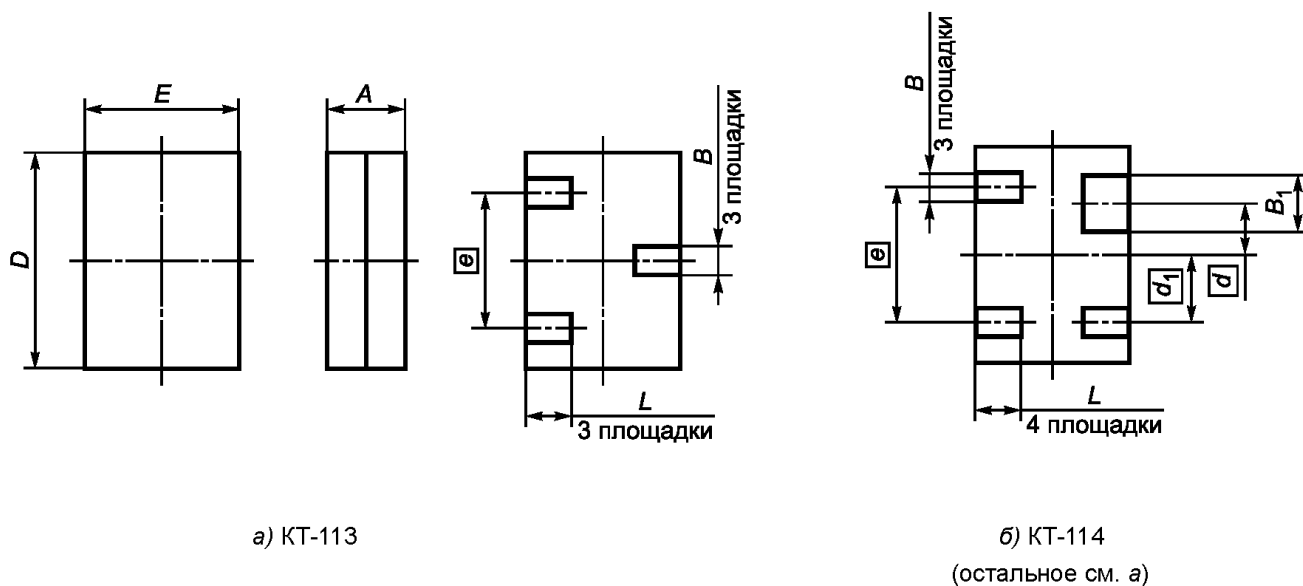 E
A
D
e
B
3 площадки
L
3 площадки
B
3 площадки
e
B1
d1
d
L
4 площадки
а) КТ-113
б) КТ-114
(остальное см. а)